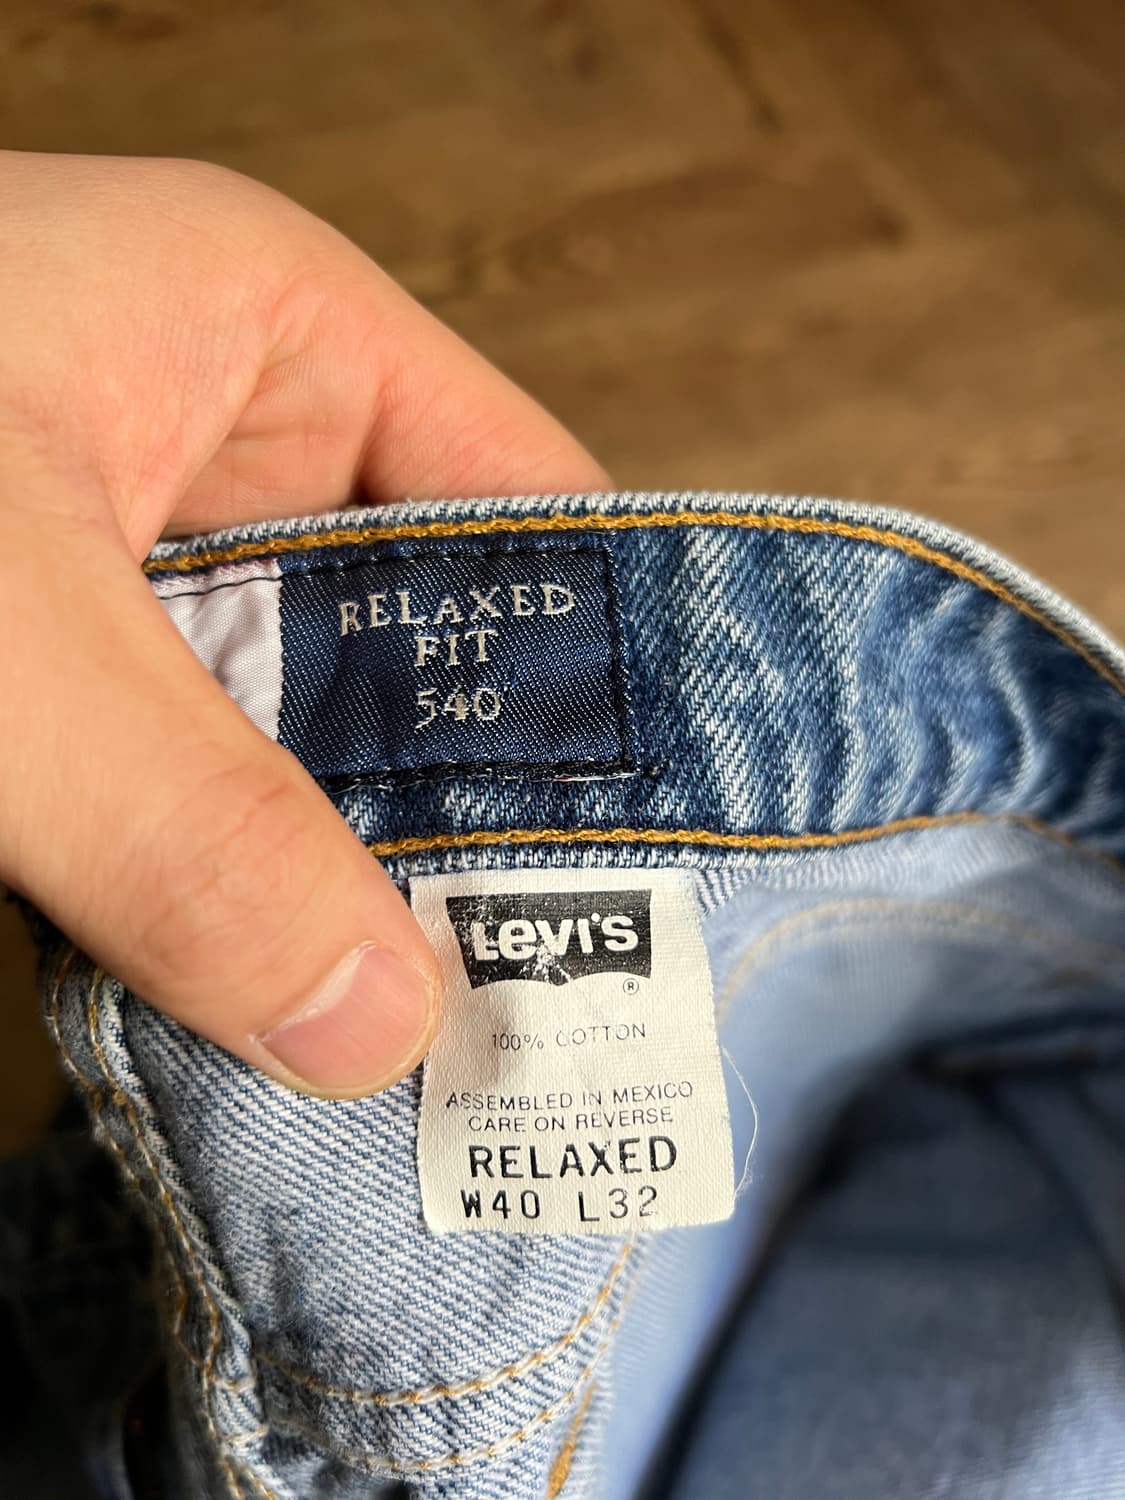 RELAXED
FIT
540
Levi's
®
100% COTTON
ASSEMBLED IN MEXICO
CARE ON REVERSE
RELAXED
W40 L32